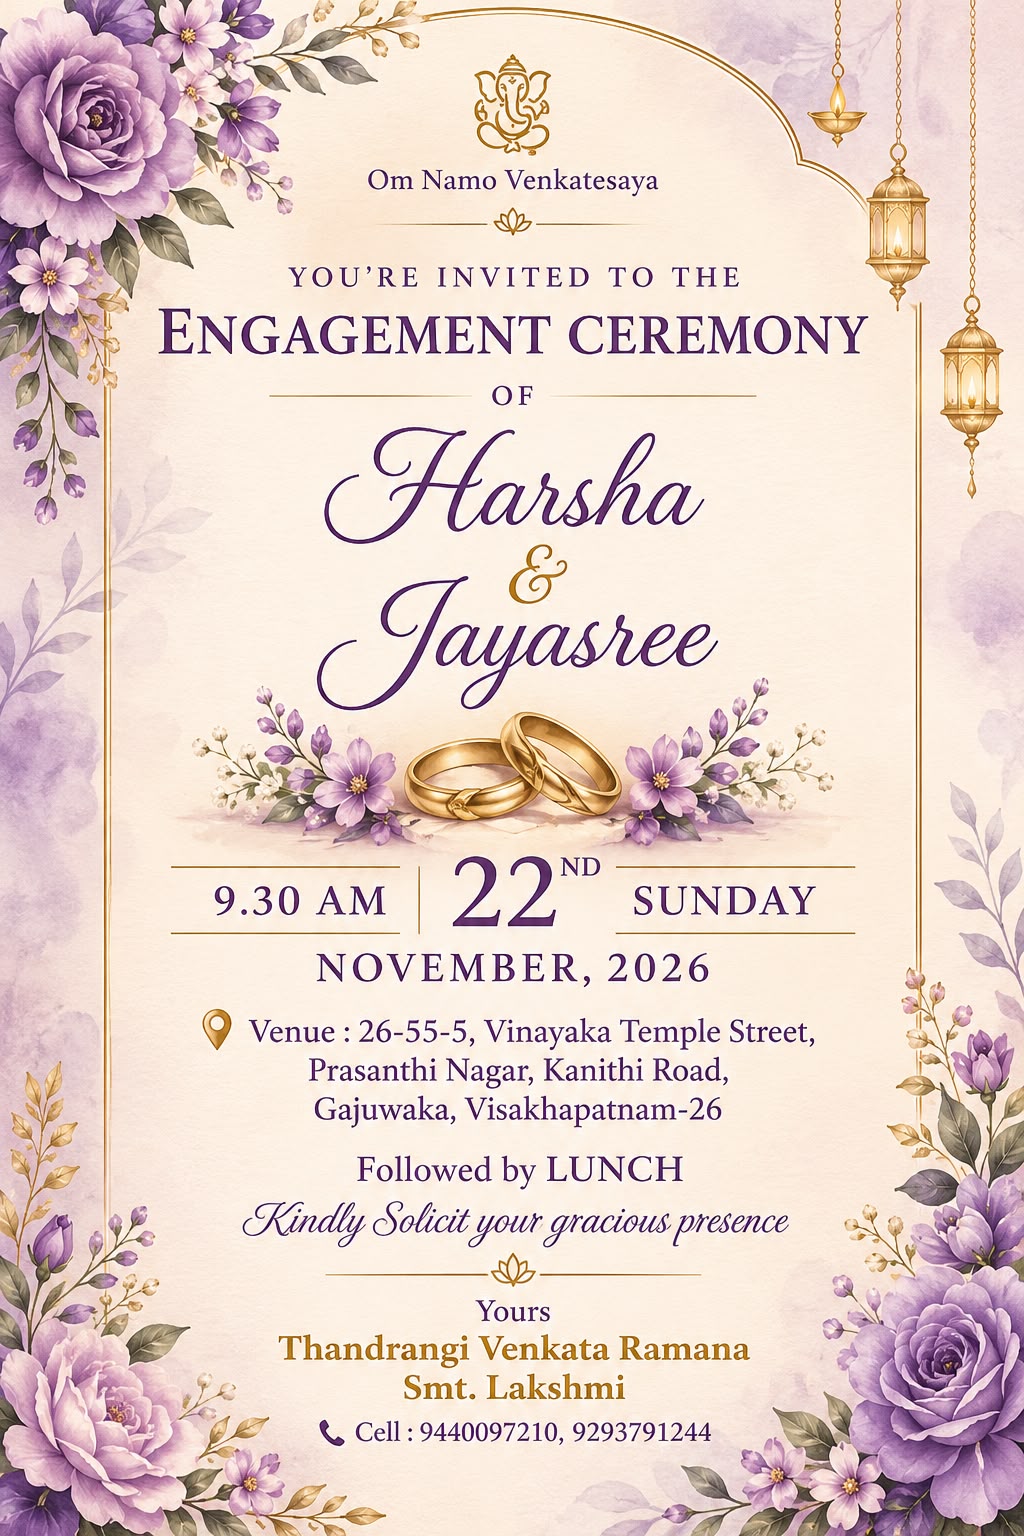 Om Namo Venkatesaya
YOU'RE INVITED TO THE
ENGAGEMENT CEREMONY
OF
Harsha
&
Jayasree
9.30 AM 22ND SUNDAY
NOVEMBER, 2026
Venue : 26-55-5, Vinayaka Temple Street,
Prasanthi Nagar, Kanithi Road,
Gajuwaka, Visakhapatnam-26
Followed by LUNCH
Kindly Solicit your gracious presence
Yours
Thandrangi Venkata Ramana
Smt. Lakshmi
Cell : 9440097210, 9293791244